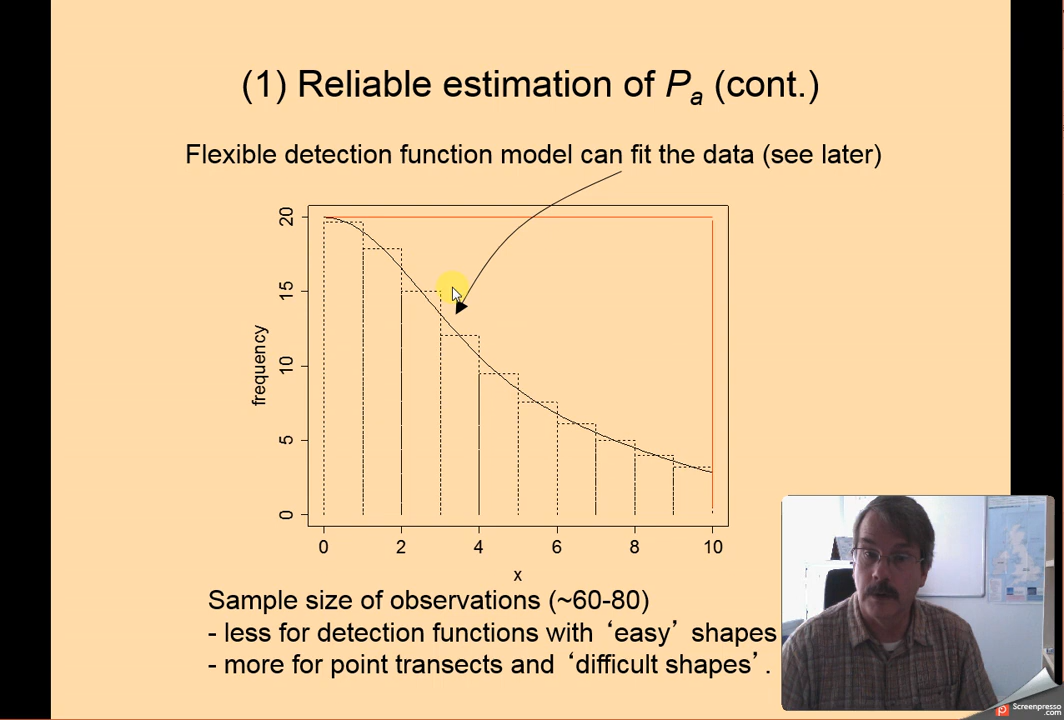 (1) Reliable estimation of Pa (cont.)
Flexible detection function model can fit the data (see later)
20
15
10
5
0
frequency
0 2 4 6 8 10
x
Sample size of observations (~60-80)
- less for detection functions with ‘easy’ shapes
- more for point transects and ‘difficult shapes’.
Screenpresso
.com